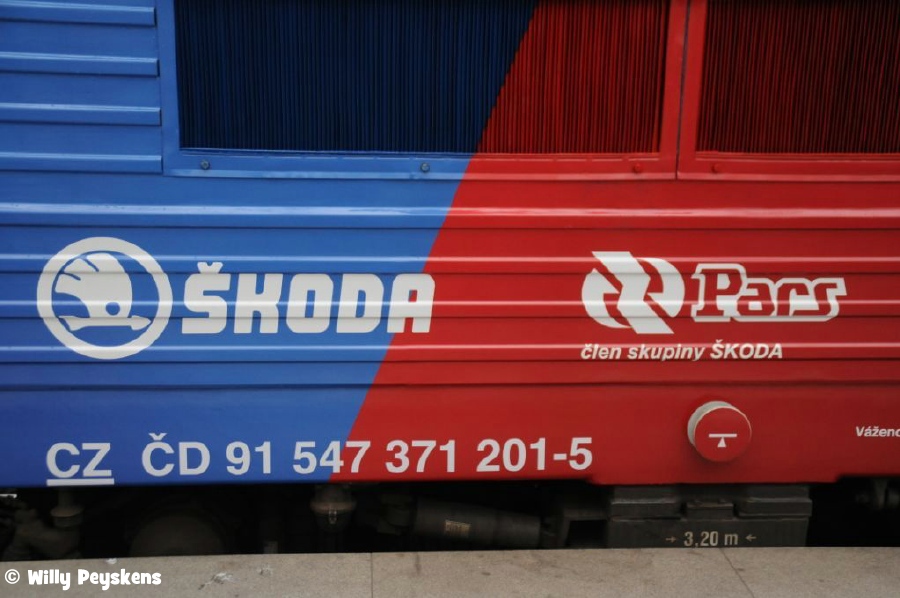 ŠKODA
Pars
člen skupiny ŠKODA
CZ ČD 91 547 371 201-5
3,20 m
© Willy Peyskens